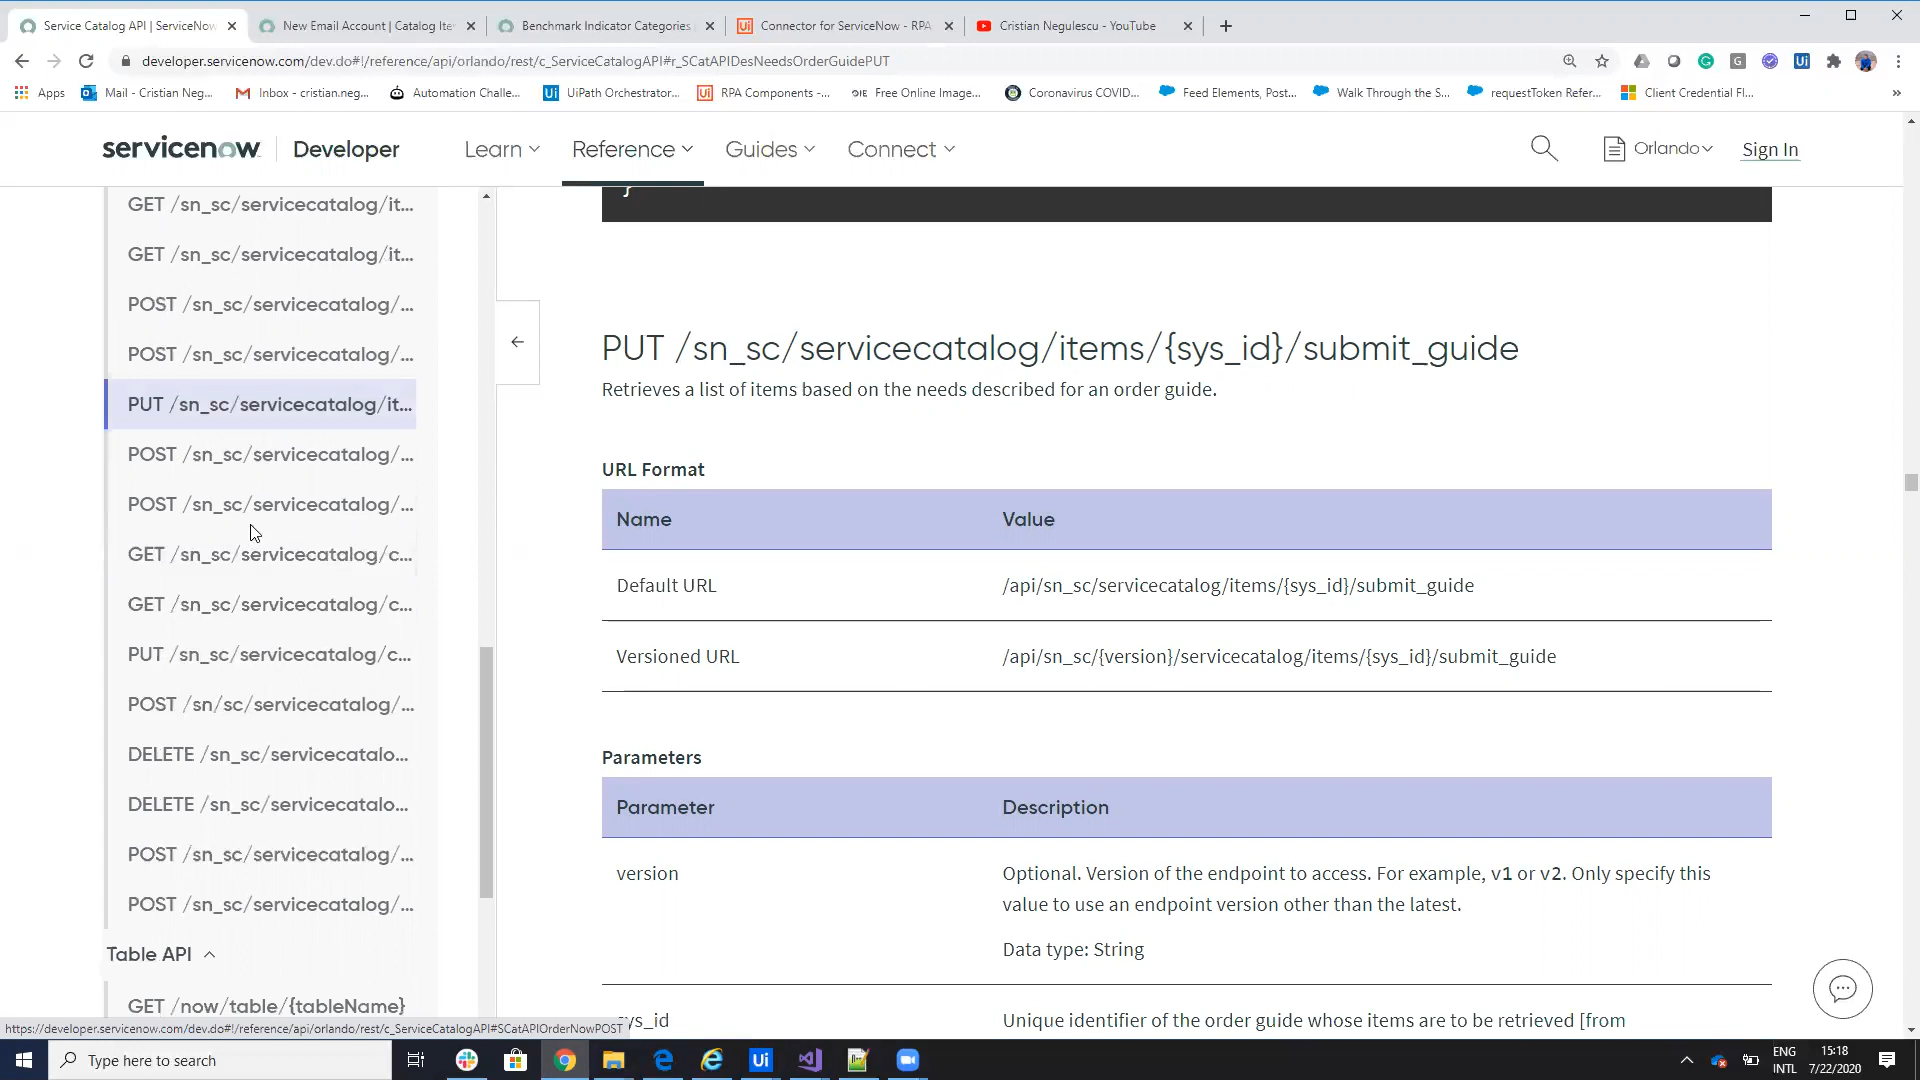 Service Catalog API | ServiceNow
New Email Account | Catalog Ite
Benchmark Indicator Categories
Connector for ServiceNow - RPA
Cristian Negulescu - YouTube
developer.servicenow.com/dev.do#!/reference/api/orlando/rest/c_ServiceCatalogAPI#r_SCatAPIDesNeedsOrderGuidePUT
Apps
Mail - Cristian Neg...
Inbox - cristian.neg...
Automation Challe...
UiPath Orchestrator...
RPA Components -...
Free Online Image...
Coronavirus COVID...
Feed Elements, Post...
Walk Through the S...
requestToken Refer...
Client Credential Fl...
servicenow
Developer
Learn
Reference
Guides
Connect
Orlando
Sign In
GET /sn_sc/servicecatalog/it...
GET /sn_sc/servicecatalog/it...
POST /sn_sc/servicecatalog/...
POST /sn_sc/servicecatalog/...
PUT /sn_sc/servicecatalog/it...
POST /sn_sc/servicecatalog/...
POST /sn_sc/servicecatalog/...
GET /sn_sc/servicecatalog/c...
GET /sn_sc/servicecatalog/c...
PUT /sn_sc/servicecatalog/c...
POST /sn/sc/servicecatalog/...
DELETE /sn_sc/servicecatalo...
DELETE /sn_sc/servicecatalo...
POST /sn_sc/servicecatalog/...
POST /sn_sc/servicecatalog/...
Table API
GET /now/table/{tableName}
}
PUT /sn_sc/servicecatalog/items/{sys_id}/submit_guide
Retrieves a list of items based on the needs described for an order guide.
URL Format
Name Value
Default URL /api/sn_sc/servicecatalog/items/{sys_id}/submit_guide
Versioned URL /api/sn_sc/{version}/servicecatalog/items/{sys_id}/submit_guide
Parameters
Parameter Description
version Optional. Version of the endpoint to access. For example, v1 or v2. Only specify this
value to use an endpoint version other than the latest.
Data type: String
sys_id Unique identifier of the order guide whose items are to be retrieved [from
https://developer.servicenow.com/dev.do#!/reference/api/orlando/rest/c_ServiceCatalogAPI#SCatAPIOrderNowPOST
Type here to search
Ui
ENG
INTL
15:18
7/22/2020